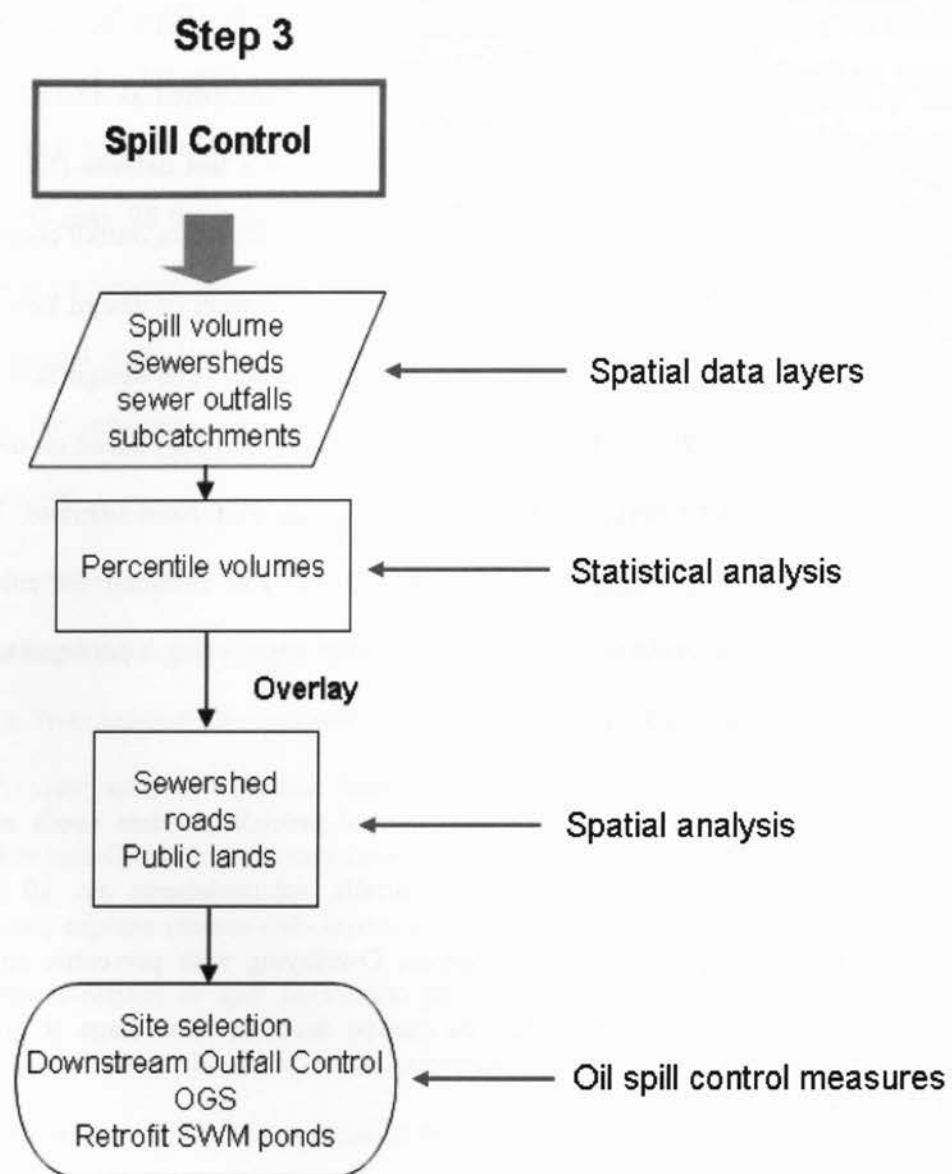 Step 3
Spill Control
Spill volume
Sewersheds
sewer outfalls
subcatchments
Spatial data layers
Percentile volumes
Statistical analysis
Overlay
Sewershed
roads
Public lands
Spatial analysis
Site selection
Downstream Outfall Control
OGS
Retrofit SWM ponds
Oil spill control measures